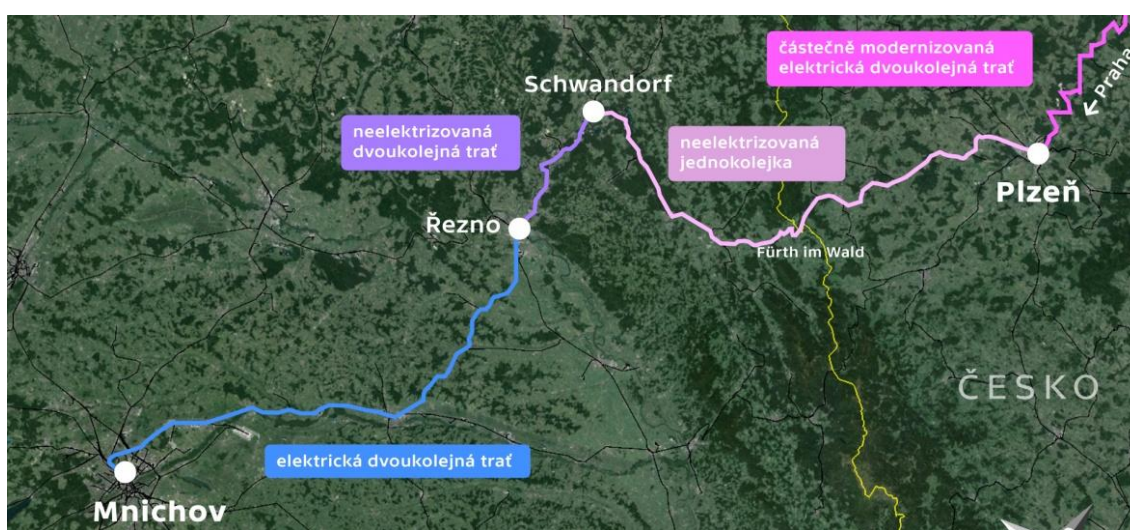 částečně modernizovaná
elektrická dvoukolejná trať
← Praha
Schwandorf
neelektrizovaná
dvoukolejná trať
neelektrizovaná
jednokolejka
Plzeň
Řezno
Fürth im Wald
ČESKO
elektrická dvoukolejná trať
Mnichov